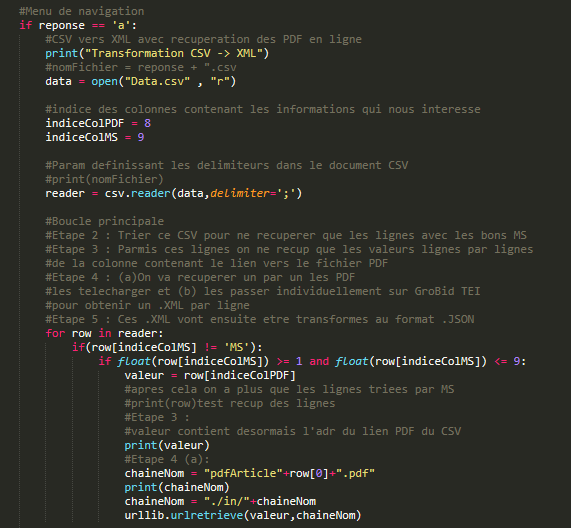 #Menu de navigation
if reponse == 'a':
#CSV vers XML avec recuperation des PDF en ligne
print("Transformation CSV -> XML")
#nomFichier = reponse + ".csv
data = open("Data.csv" , "r")
#indice des colonnes contenant les informations qui nous interesse
indiceColPDF = 8
indiceColMS = 9
#Param definissant les delimiteurs dans le document CSV
#print(nomFichier)
reader = csv.reader(data,delimiter=';')
#Boucle principale
#Etape 2 : Trier ce CSV pour ne recuperer que les lignes avec les bons MS
#Etape 3 : Parmis ces lignes on ne recup que les valeurs lignes par lignes
#de la colonne contenant le lien vers le fichier PDF
#Etape 4 : (a)On va recuperer un par un les PDF
#les telecharger et (b) les passer individuellement sur GroBid TEI
#pour obtenir un .XML par ligne
#Etape 5 : Ces .XML vont ensuite etre transformes au format .JSON
for row in reader:
if(row[indiceColMS] != 'MS'):
if float(row[indiceColMS]) >= 1 and float(row[indiceColMS]) <= 9:
valeur = row[indiceColPDF]
#apres cela on a plus que les lignes triees par MS
#print(row)test recup des lignes
#Etape 3 :
#valeur contient desormais l'adr du lien PDF du CSV
print(valeur)
#Etape 4 (a):
chaineNom = "pdfArticle"+row[0]+".pdf"
print(chaineNom)
chaineNom = "./in/"+chaineNom
urllib.urlretrieve(valeur,chaineNom)